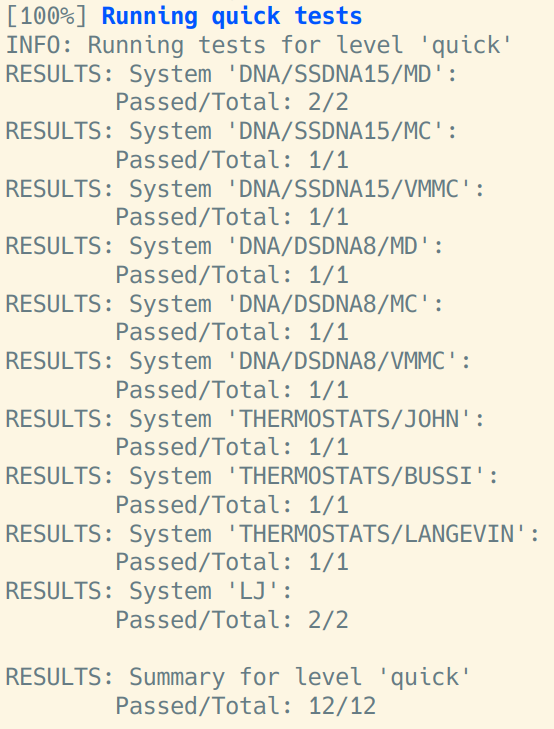 [100%] Running quick tests
INFO: Running tests for level 'quick'
RESULTS: System 'DNA/SSDNA15/MD':
Passed/Total: 2/2
RESULTS: System 'DNA/SSDNA15/MC':
Passed/Total: 1/1
RESULTS: System 'DNA/SSDNA15/VMMC':
Passed/Total: 1/1
RESULTS: System 'DNA/DSDNA8/MD':
Passed/Total: 1/1
RESULTS: System 'DNA/DSDNA8/MC':
Passed/Total: 1/1
RESULTS: System 'DNA/DSDNA8/VMMC':
Passed/Total: 1/1
RESULTS: System 'THERMOSTATS/JOHN':
Passed/Total: 1/1
RESULTS: System 'THERMOSTATS/BUSSI':
Passed/Total: 1/1
RESULTS: System 'THERMOSTATS/LANGEVIN':
Passed/Total: 1/1
RESULTS: System 'LJ':
Passed/Total: 2/2
RESULTS: Summary for level 'quick'
Passed/Total: 12/12